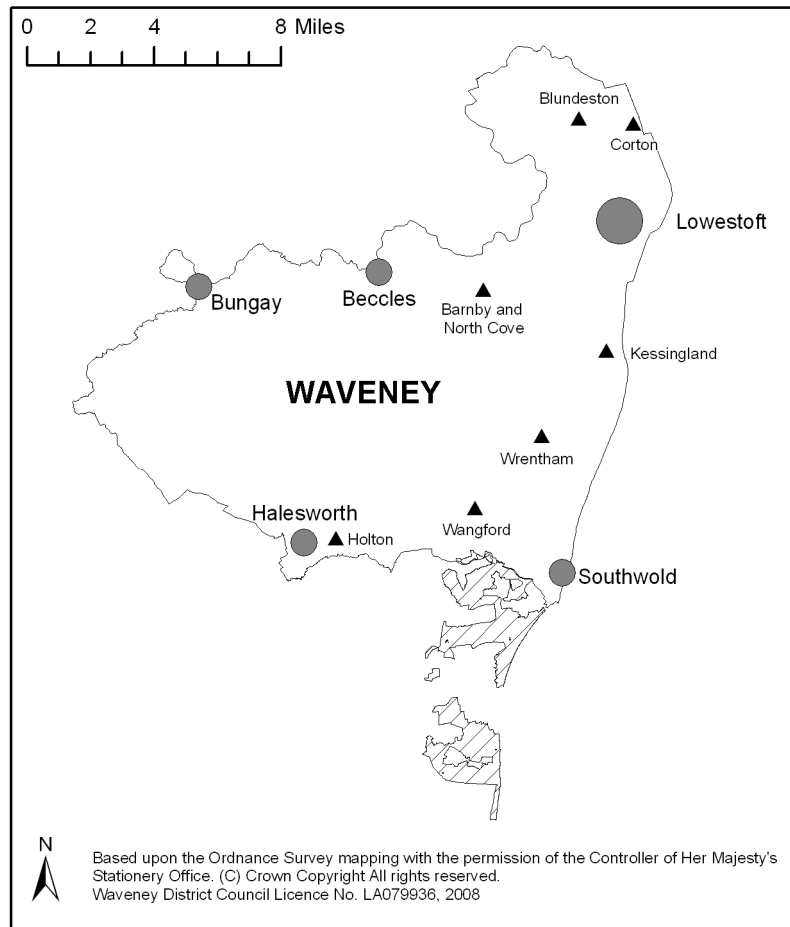 0 2 4 8 Miles
Blundeston
Corton
Lowestoft
Bungay
Beccles
Barnby and
North Cove
Kessingland
WAVENEY
Wrentham
Halesworth
Holton
Wangford
Southwold
N
Based upon the Ordnance Survey mapping with the permission of the Controller of Her Majesty's
Stationery Office. (C) Crown Copyright All rights reserved.
Waveney District Council Licence No. LA079936, 2008